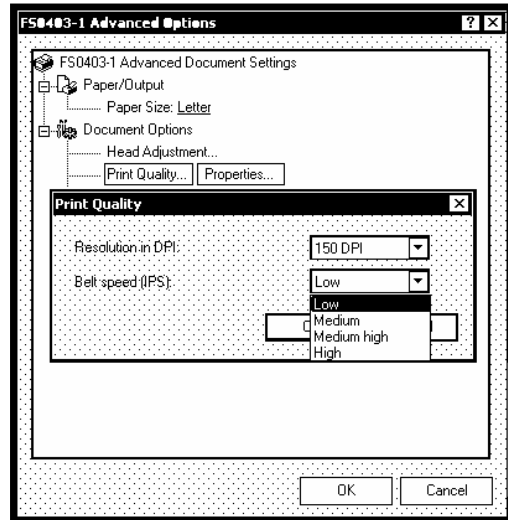 FS0403-1 Advanced Options
FS0403-1 Advanced Document Settings
Paper/Output
Paper Size: Letter
Document Options
Head Adjustment...
Print Quality... Properties...
Print Quality
Resolution in DPI: 150 DPI
Belt speed (IPS): Low
Low
Medium
Medium high
High
OK Cancel